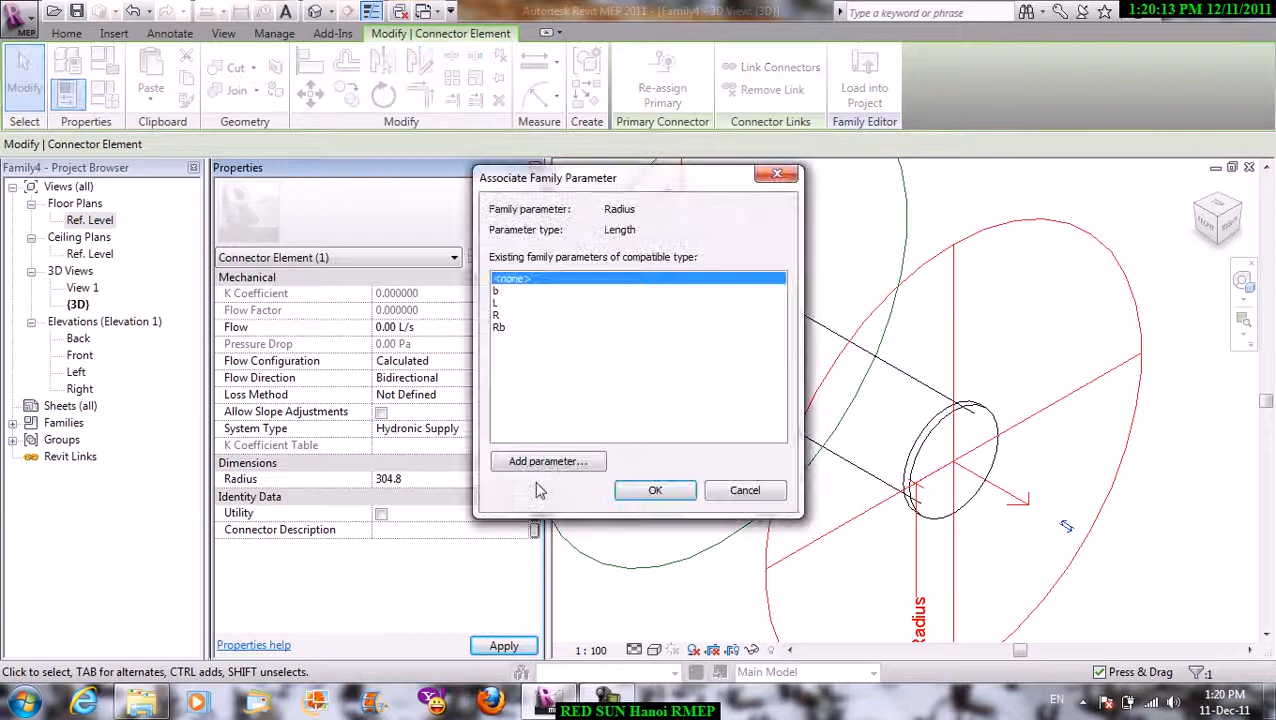 MEP
Autodesk Revit MEP 2011 - [Family4 - 3D View: {3D}]
Type a keyword or phrase
1:20:13 PM 12/11/2011
Home
Insert
Annotate
View
Manage
Add-Ins
Modify | Connector Element
Modify
Paste
Cut
Join
Re-assign
Primary
Link Connectors
Remove Link
Load into
Project
Select
Properties
Clipboard
Geometry
Modify
Measure
Create
Primary Connector
Connector Links
Family Editor
Modify | Connector Element
Family4 - Project Browser
Views (all)
Floor Plans
Ref. Level
Ceiling Plans
Ref. Level
3D Views
View 1
{3D}
Elevations (Elevation 1)
Back
Front
Left
Right
Sheets (all)
Families
Groups
Revit Links
Properties
Connector Element (1)
Mechanical
K Coefficient 0.000000
Flow Factor 0.000000
Flow 0.00 L/s
Pressure Drop 0.00 Pa
Flow Configuration Calculated
Flow Direction Bidirectional
Loss Method Not Defined
Allow Slope Adjustments
System Type Hydronic Supply
K Coefficient Table
Dimensions
Radius 304.8
Identity Data
Utility
Connector Description
Properties help
Apply
Associate Family Parameter
Family parameter: Radius
Parameter type: Length
Existing family parameters of compatible type:
<none>
b
L
R
Rb
Add parameter...
OK
Cancel
Radius
1 : 100
Click to select, TAB for alternates, CTRL adds, SHIFT unselects.
Main Model
Press & Drag
:1
EN
1:20 PM
11-Dec-11
RED SUN Hanoi RMEP